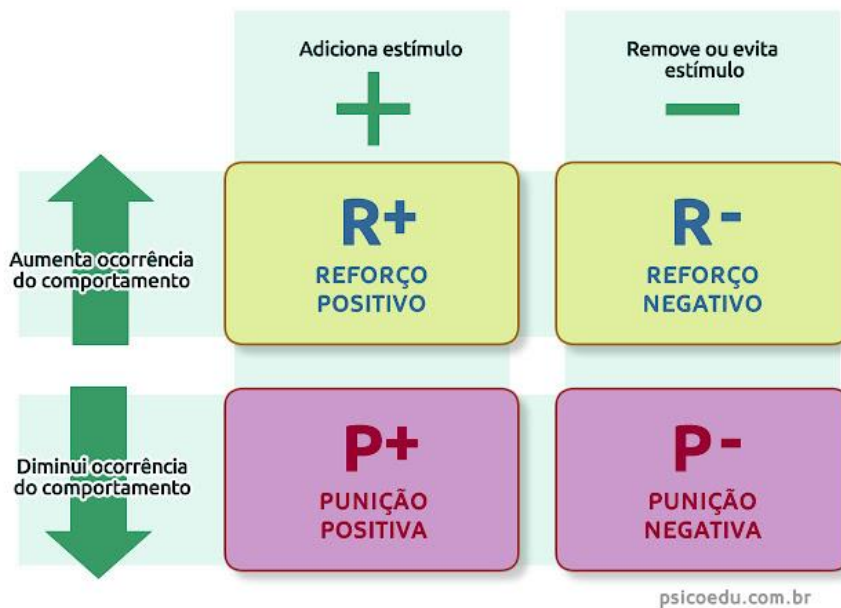 Adiciona estímulo
+
Remove ou evita
estímulo
−
Aumenta ocorrência
do comportamento
R+
REFORÇO
POSITIVO
R-
REFORÇO
NEGATIVO
Diminui ocorrência
do comportamento
P+
PUNIÇÃO
POSITIVA
P-
PUNIÇÃO
NEGATIVA
psicoedu.com.br